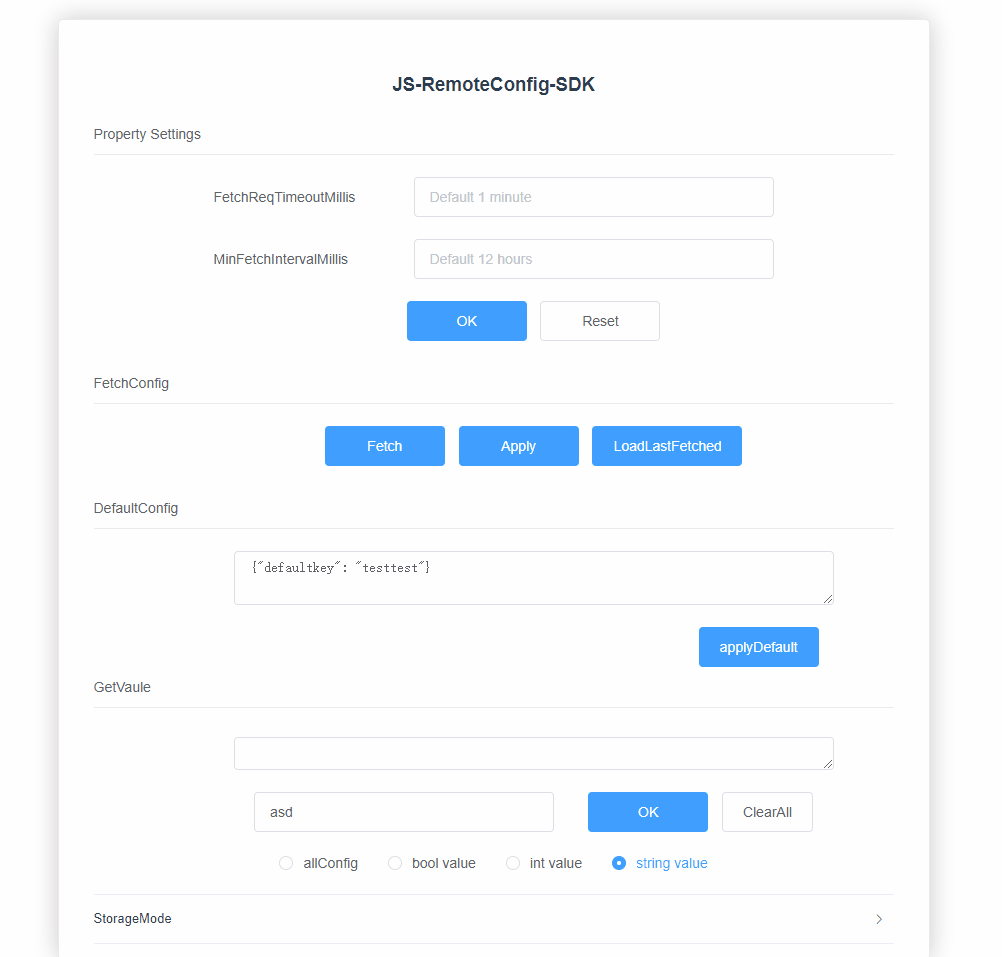 JS-RemoteConfig-SDK
Property Settings
FetchReqTimeoutMillis
Default 1 minute
MinFetchIntervalMillis
Default 12 hours
OK Reset
FetchConfig
Fetch Apply LoadLastFetched
DefaultConfig
{"defaultkey": "testtest"}
applyDefault
GetVaule
asd OK ClearAll
allConfig bool value int value string value
StorageMode